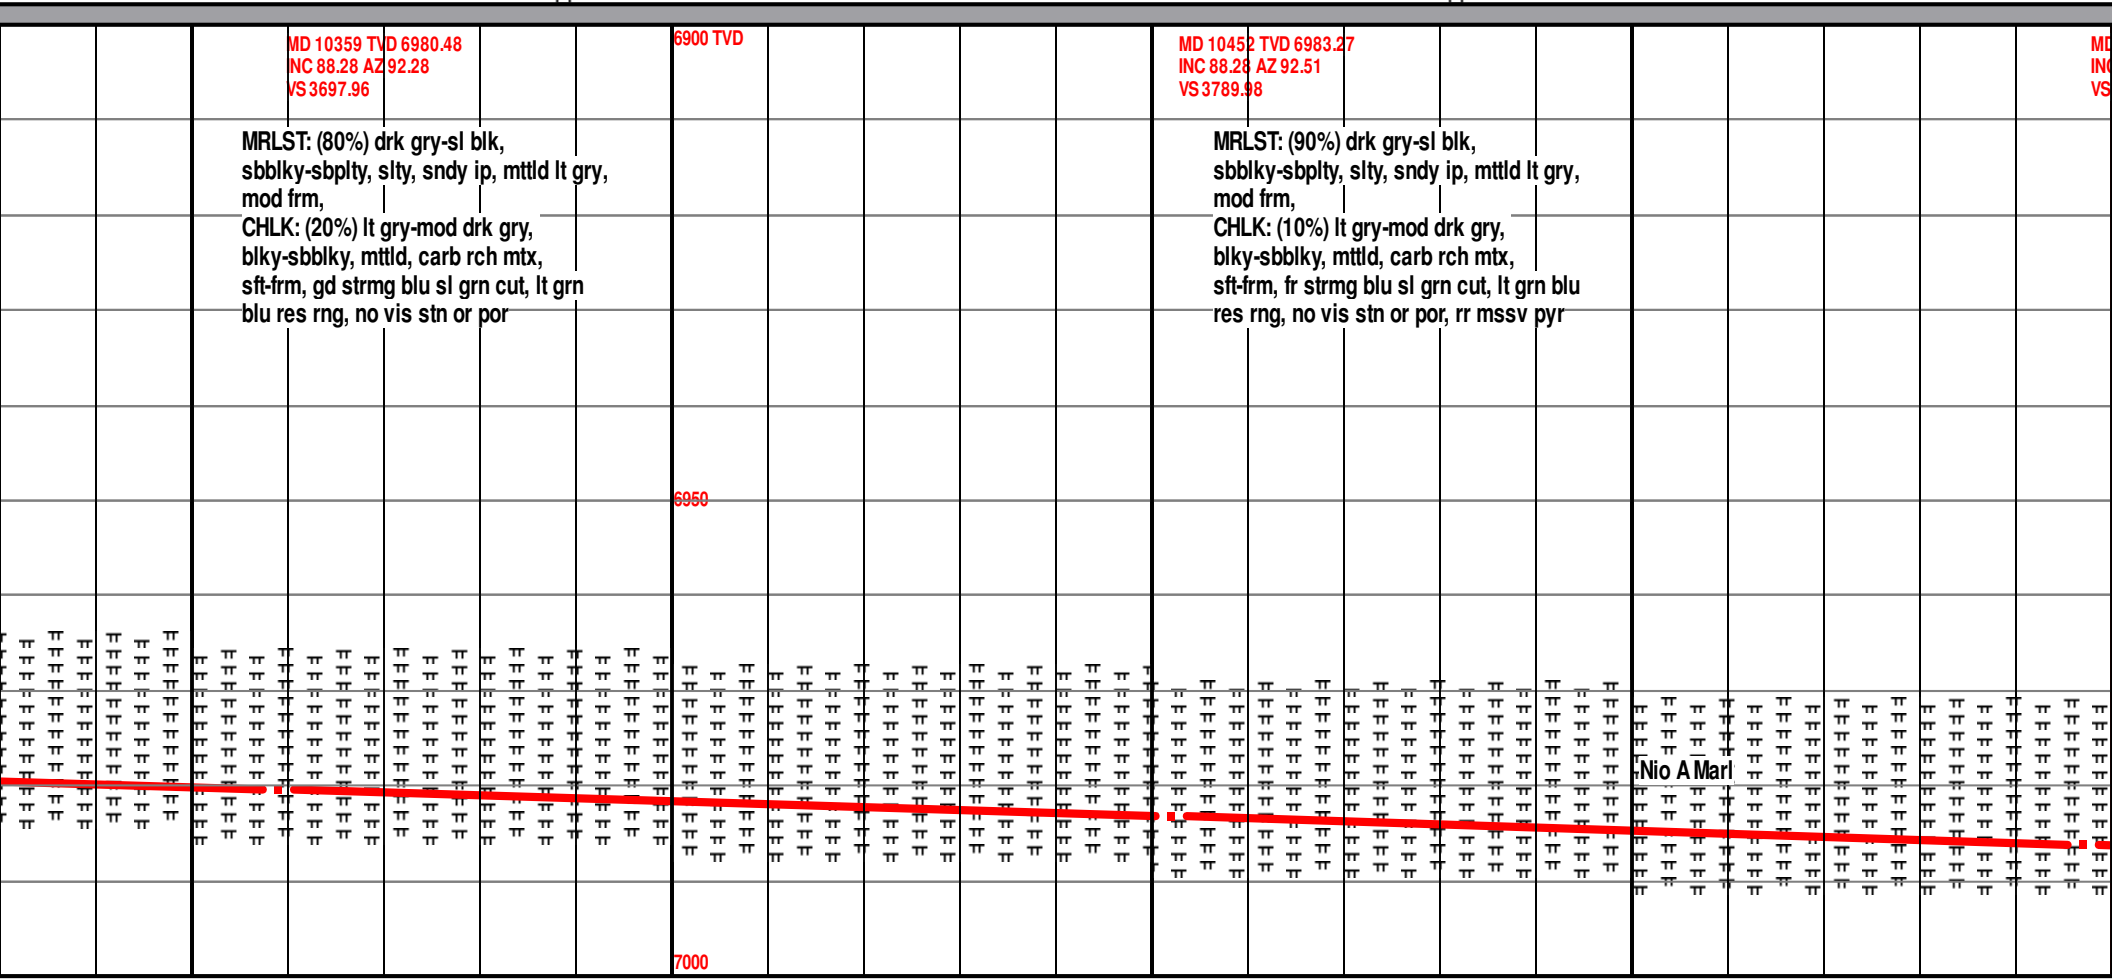 MD 10359 TVD 6980.48
INC 88.28 AZ 92.28
VS 3697.96
6900 TVD
MD 10452 TVD 6983.27
INC 88.28 AZ 92.51
VS 3789.98
MD
INC
VS
MRLST: (80%) drk gry-sl blk,
sbblky-sbplty, slty, sndy ip, mttld lt gry,
mod frm,
CHLK: (20%) lt gry-mod drk gry,
blky-sbblky, mttld, carb rch mtx,
sft-frm, gd strmg blu sl grn cut, lt grn
blu res rng, no vis stn or por
MRLST: (90%) drk gry-sl blk,
sbblky-sbplty, slty, sndy ip, mttld lt gry,
mod frm,
CHLK: (10%) lt gry-mod drk gry,
blky-sbblky, mttld, carb rch mtx,
sft-frm, fr strmg blu sl grn cut, lt grn blu
res rng, no vis stn or por, rr mssv pyr
6950
Nio A Marl
7000